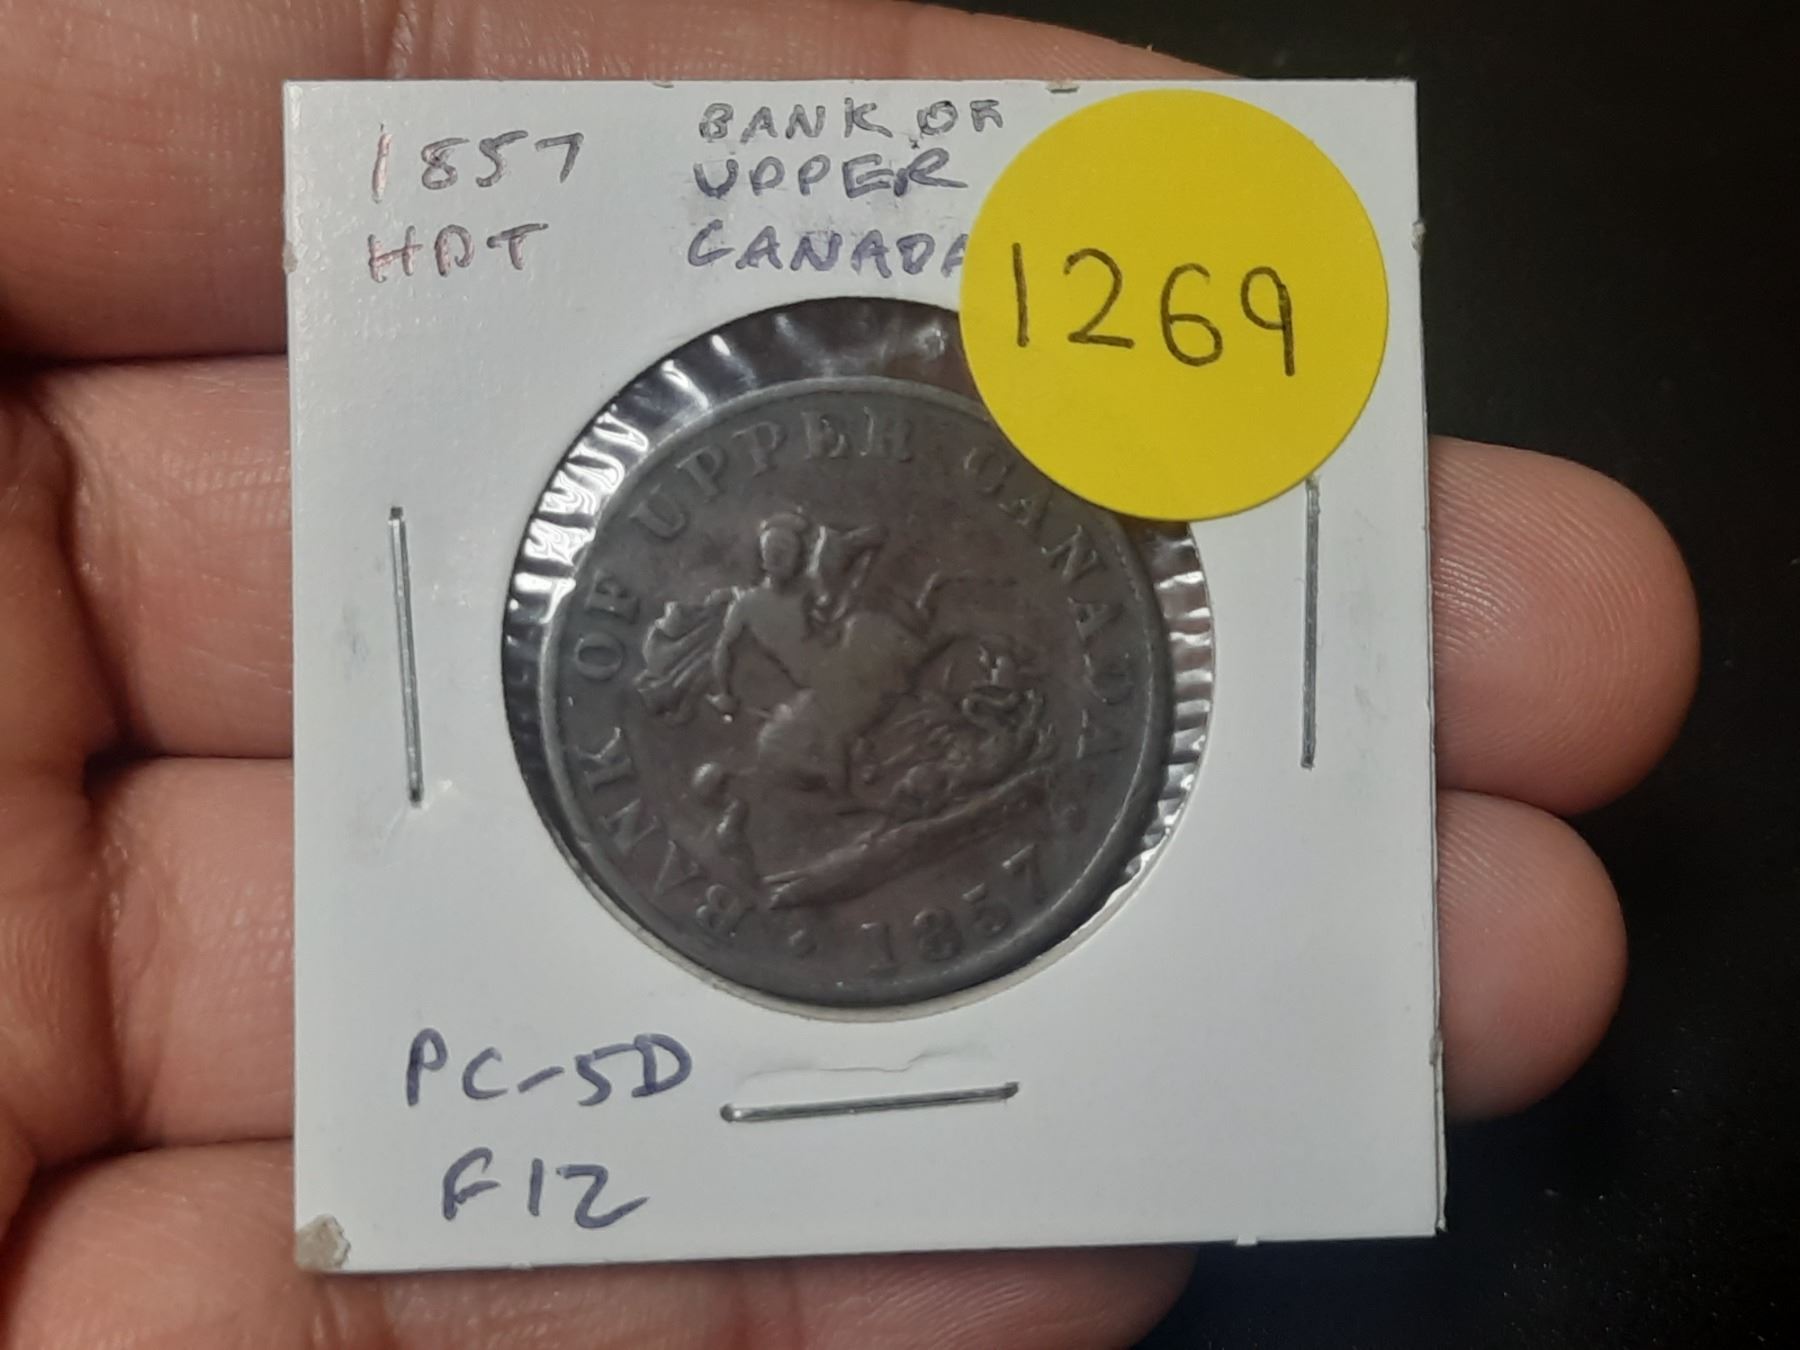 1857
HDT
BANK OF
UPPER
CANADA
1269
BANK OF UPPER CANADA
1857
PC-5D
F12